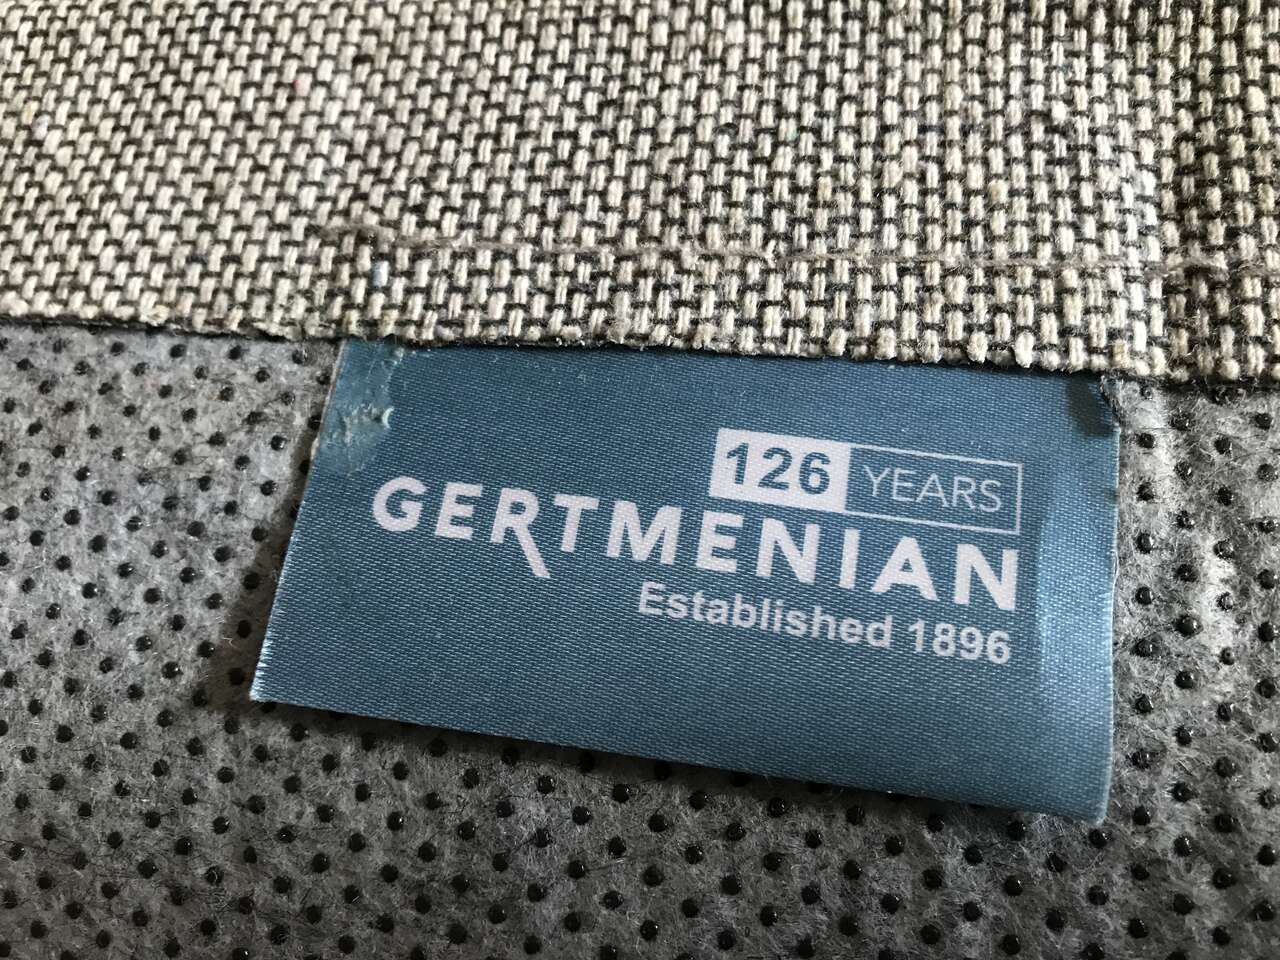 126 YEARS
GERTMENIAN
Established 1896